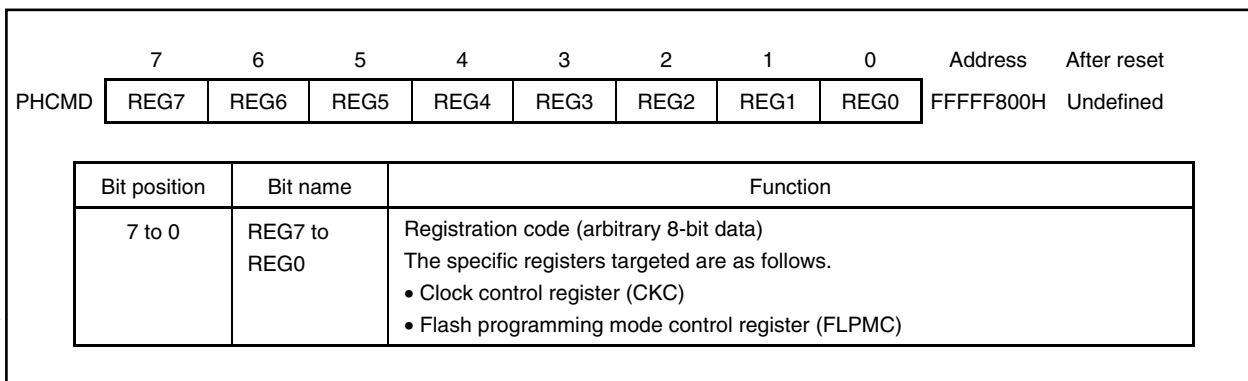 7 6 5 4 3 2 1 0 Address After reset
PHCMD REG7 REG6 REG5 REG4 REG3 REG2 REG1 REG0 FFFFF800H Undefined
Bit position Bit name Function
7 to 0 REG7 to Registration code (arbitrary 8-bit data)
REG0 The specific registers targeted are as follows.
• Clock control register (CKC)
• Flash programming mode control register (FLPMC)